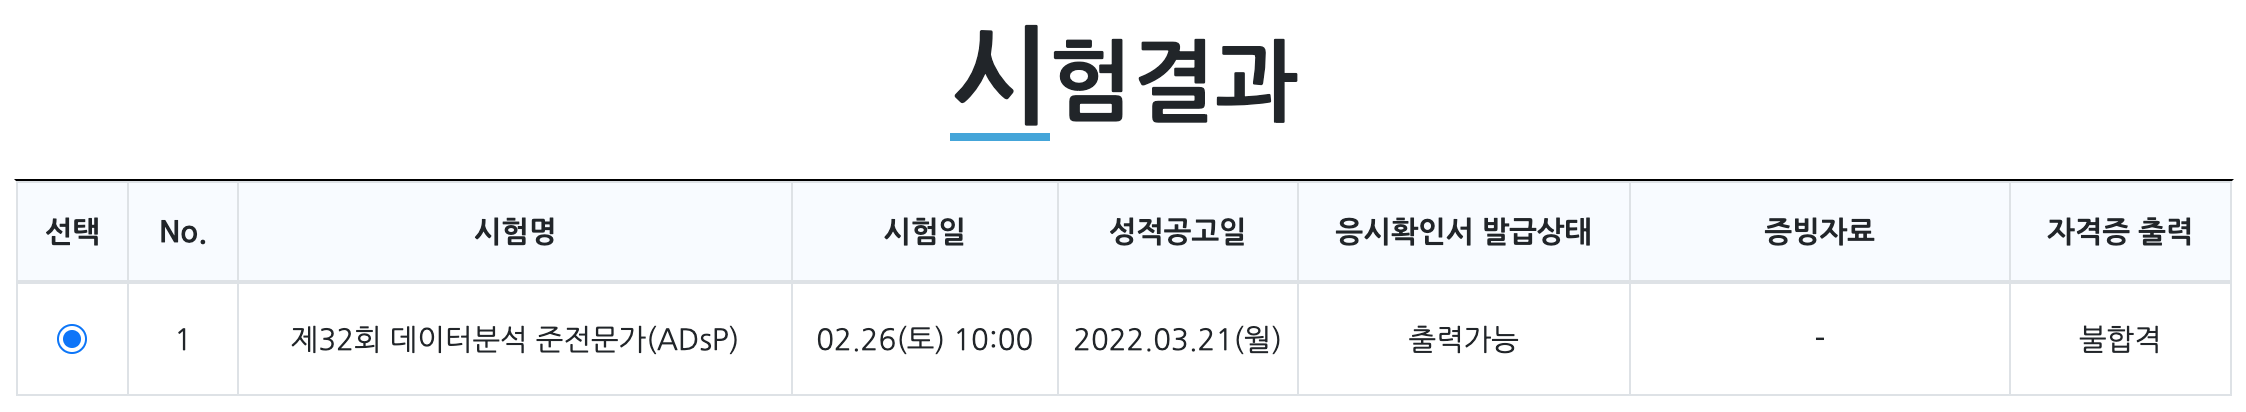 시험결과
선택 No. 시험명 시험일 성적공고일 응시확인서 발급상태 증빙자료 자격증 출력
1 제32회 데이터분석 준전문가(ADsP) 02.26(토) 10:00 2022.03.21(월) 출력가능 - 불합격